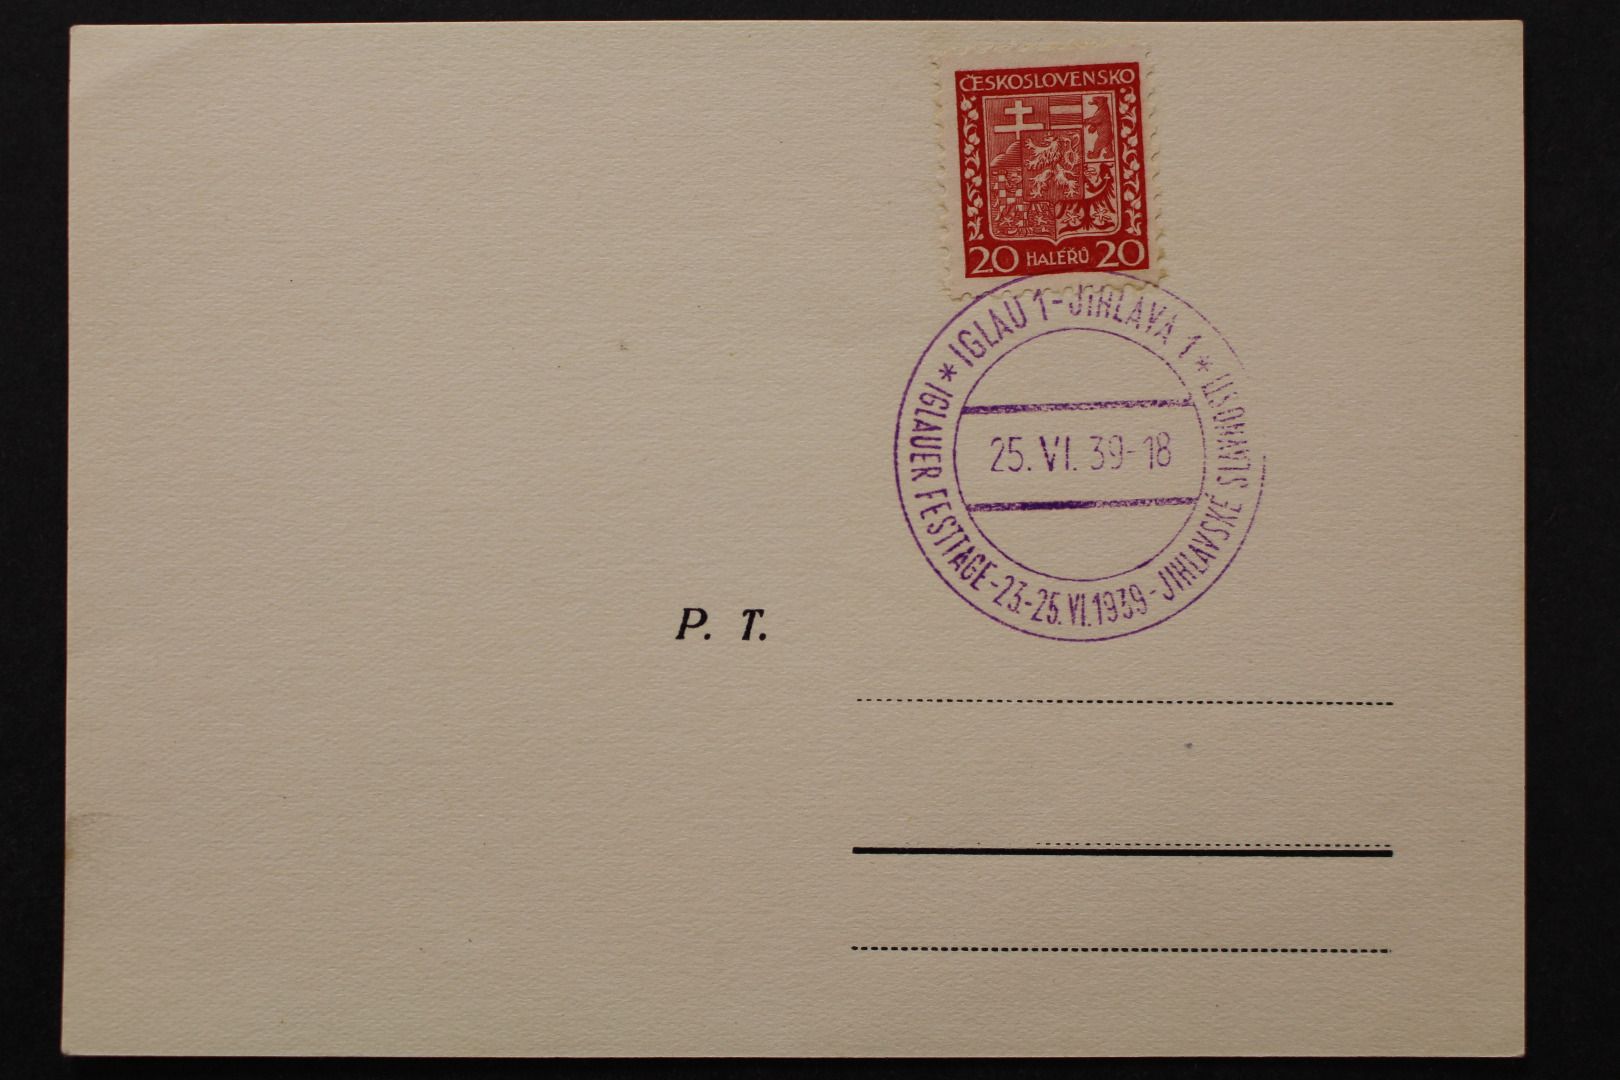 ČESKOSLOVENSKO
20 HALÉŘŮ 20
* IGLAU 1 - JIHLAVA 1 *
25. VI. 39-18
IGLAUER FESTTAGE - 23.-25. VI. 1939 - JIHLAVSKÉ SLAVNOSTI
P. T.